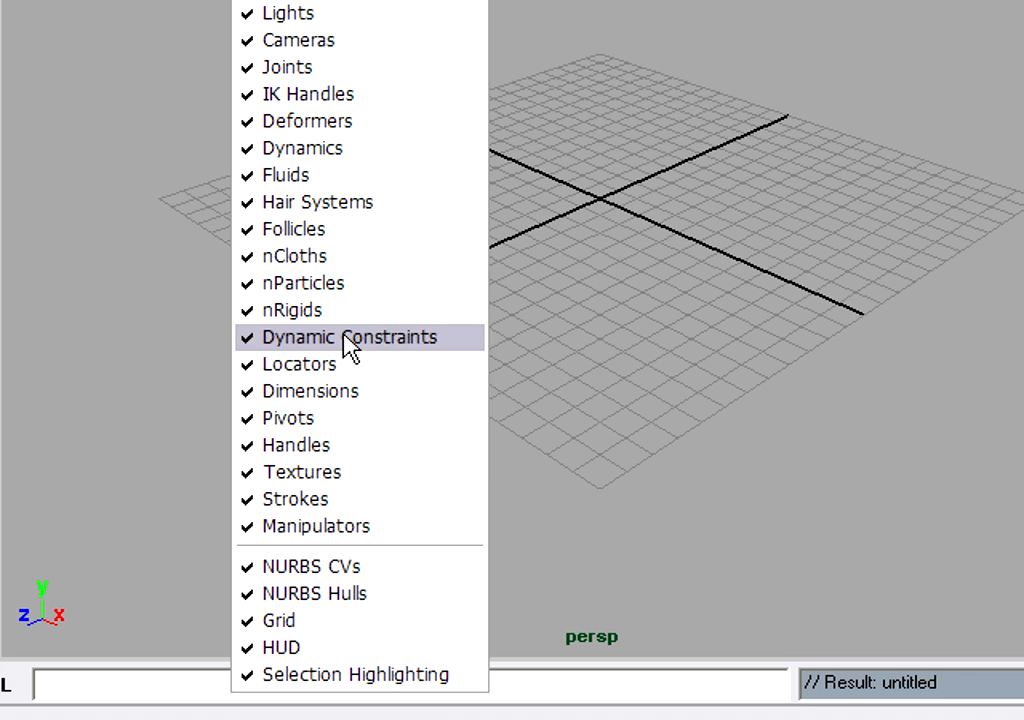 Lights
Cameras
Joints
IK Handles
Deformers
Dynamics
Fluids
Hair Systems
Follicles
nCloths
nParticles
nRigids
Dynamic Constraints
Locators
Dimensions
Pivots
Handles
Textures
Strokes
Manipulators
NURBS CVs
NURBS Hulls
Grid
HUD
Selection Highlighting
y
z x
persp
L
// Result: untitled